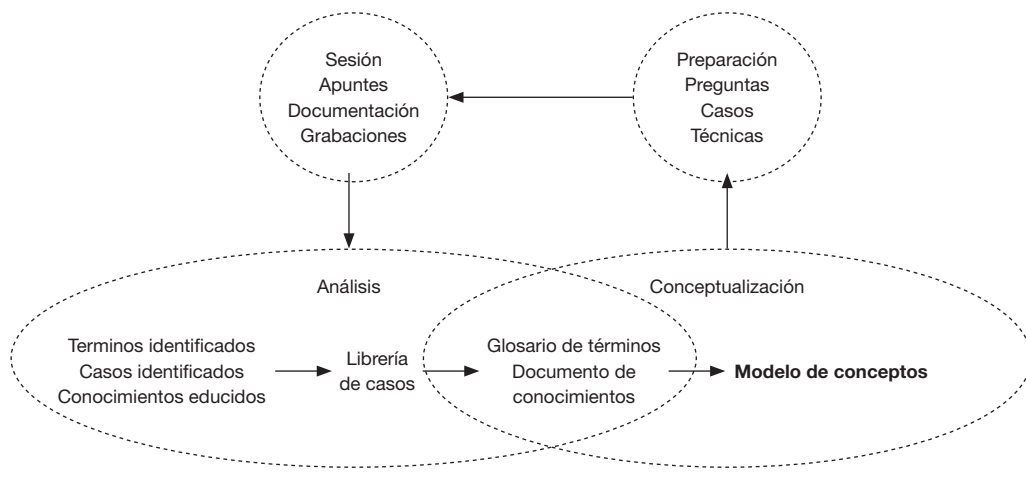 Sesión
Apuntes
Documentación
Grabaciones
Preparación
Preguntas
Casos
Técnicas
Análisis
Conceptualización
Terminos identificados
Casos identificados
Conocimientos educidos
Librería
de casos
Glosario de términos
Documento de
conocimientos
Modelo de conceptos